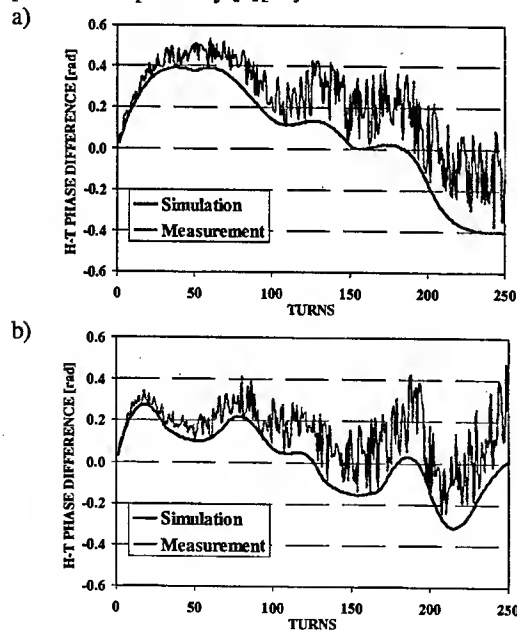 a)
0.6
0.4
0.2
0.0
-0.2
-0.4
-0.6
H-T PHASE DIFFERENCE [rad]
Simulation
Measurement
0 50 100 150 200 250
TURNS
b)
0.6
0.4
0.2
0.0
-0.2
-0.4
-0.6
H-T PHASE DIFFERENCE [rad]
Simulation
Measurement
0 50 100 150 200 250
TURNS